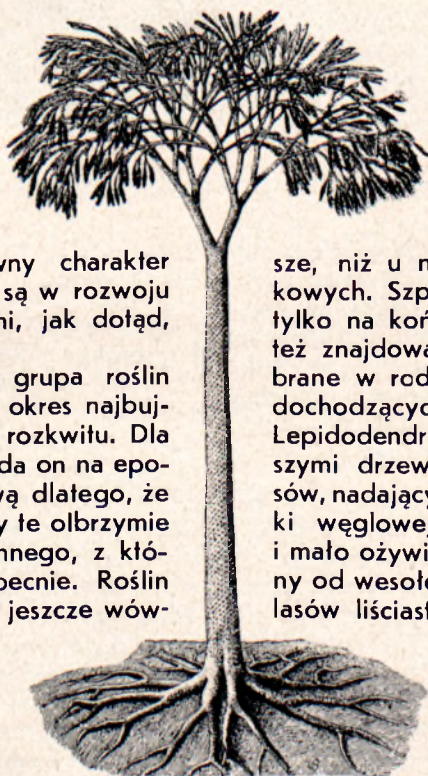 wny charakter
są w rozwoju
ni, jak dotąd,
grupa roślin
okres najbuj-
rozkwitu. Dla
da on na epo-
wą dlatego, że
y te olbrzymie
nnego, z któ-
pecnie. Roślin
jeszcze wów-
sze, niż u n
kowych. Szp
tylko na koń
też znajdowa
brane w rod
dochodzącyc
Lepidodendr
szymi drzew
sów, nadający
ki węglowej
i mało ożywi
ny od wesoło
lasów liściast